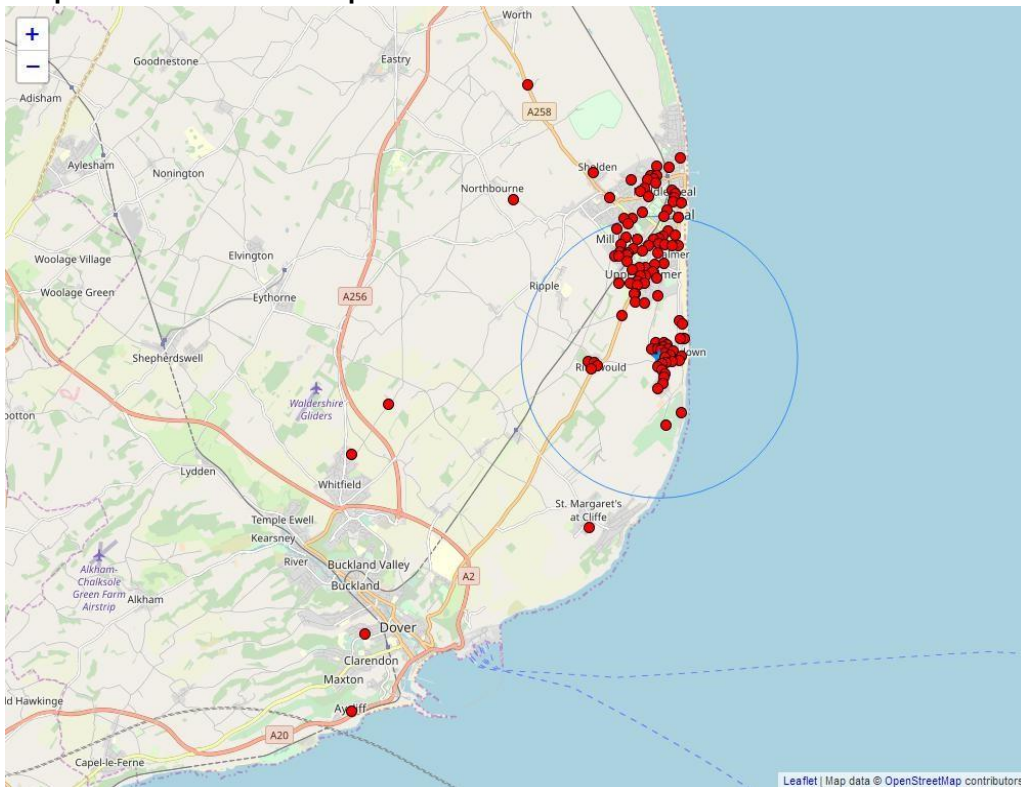 +
−
Worth
Goodnestone
Eastry
Adisham
A258
Aylesham
Nonington
Sholden
Northbourne
Mill
Woolage Village
Elvington
Woolage Green
Eythorne
A256
Ripple
Shepherdswell
Waldershire
Gliders
Lydden
Whitfield
St. Margaret's
at Cliffe
Temple Ewell
Kearsney
River
Buckland Valley
Buckland
A2
Alkham-
Chalksole
Green Farm
Airstrip
Alkham
Dover
Clarendon
Maxton
ld Hawkinge
A20
Capel-le-Ferne
Leaflet | Map data © OpenStreetMap contributors